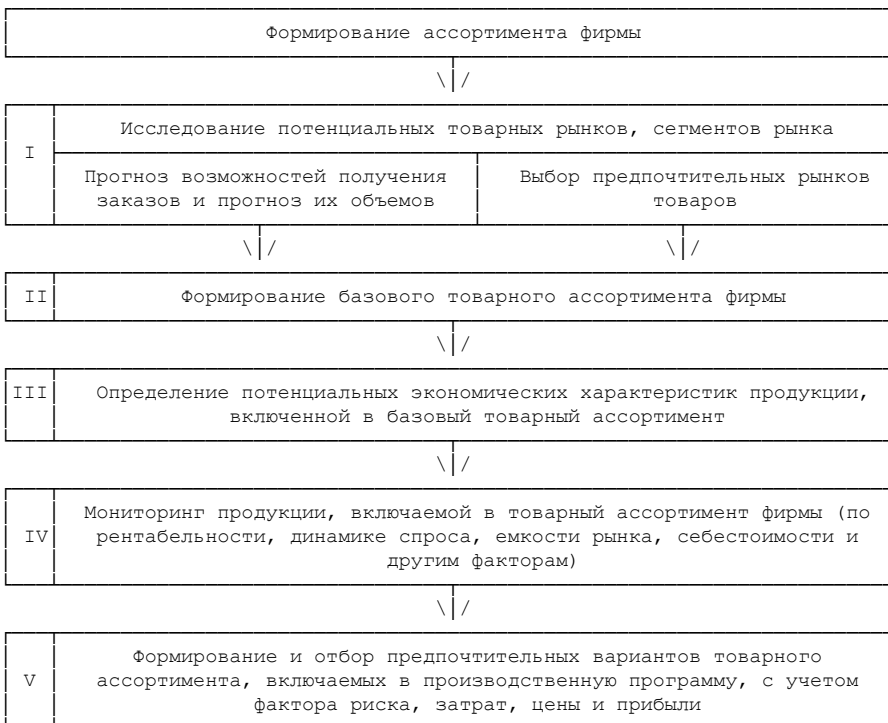 Формирование ассортимента фирмы
Исследование потенциальных товарных рынков, сегментов рынка
I
Прогноз возможностей получения
заказов и прогноз их объемов
Выбор предпочтительных рынков
товаров
II
Формирование базового товарного ассортимента фирмы
III
Определение потенциальных экономических характеристик продукции,
включенной в базовый товарный ассортимент
IV
Мониторинг продукции, включаемой в товарный ассортимент фирмы (по
рентабельности, динамике спроса, емкости рынка, себестоимости и
другим факторам)
V
Формирование и отбор предпочтительных вариантов товарного
ассортимента, включаемых в производственную программу, с учетом
фактора риска, затрат, цены и прибыли